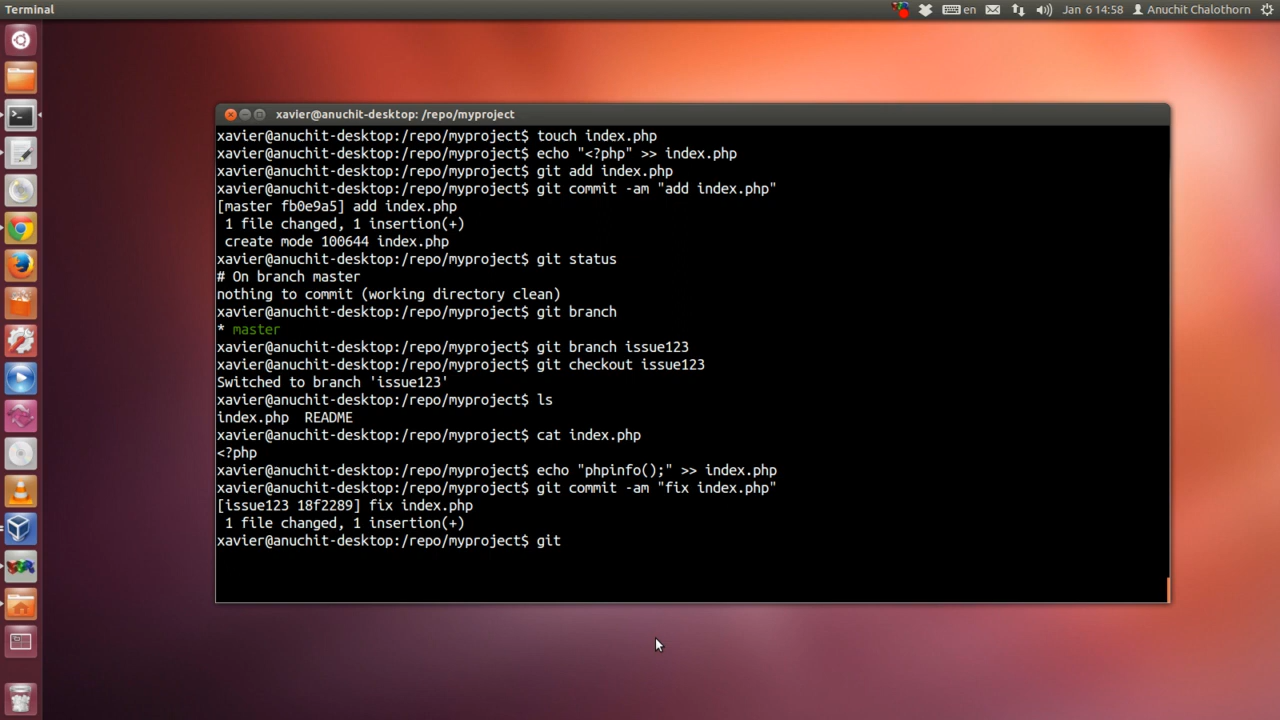 Terminal
en
Jan 6 14:58
Anuchit Chalothorn
xavier@anuchit-desktop: /repo/myproject
xavier@anuchit-desktop:/repo/myproject$ touch index.php
xavier@anuchit-desktop:/repo/myproject$ echo "<?php" >> index.php
xavier@anuchit-desktop:/repo/myproject$ git add index.php
xavier@anuchit-desktop:/repo/myproject$ git commit -am "add index.php"
[master fb0e9a5] add index.php
 1 file changed, 1 insertion(+)
 create mode 100644 index.php
xavier@anuchit-desktop:/repo/myproject$ git status
# On branch master
nothing to commit (working directory clean)
xavier@anuchit-desktop:/repo/myproject$ git branch
* master
xavier@anuchit-desktop:/repo/myproject$ git branch issue123
xavier@anuchit-desktop:/repo/myproject$ git checkout issue123
Switched to branch 'issue123'
xavier@anuchit-desktop:/repo/myproject$ ls
index.php  README
xavier@anuchit-desktop:/repo/myproject$ cat index.php
<?php
xavier@anuchit-desktop:/repo/myproject$ echo "phpinfo();" >> index.php
xavier@anuchit-desktop:/repo/myproject$ git commit -am "fix index.php"
[issue123 18f2289] fix index.php
 1 file changed, 1 insertion(+)
xavier@anuchit-desktop:/repo/myproject$ git